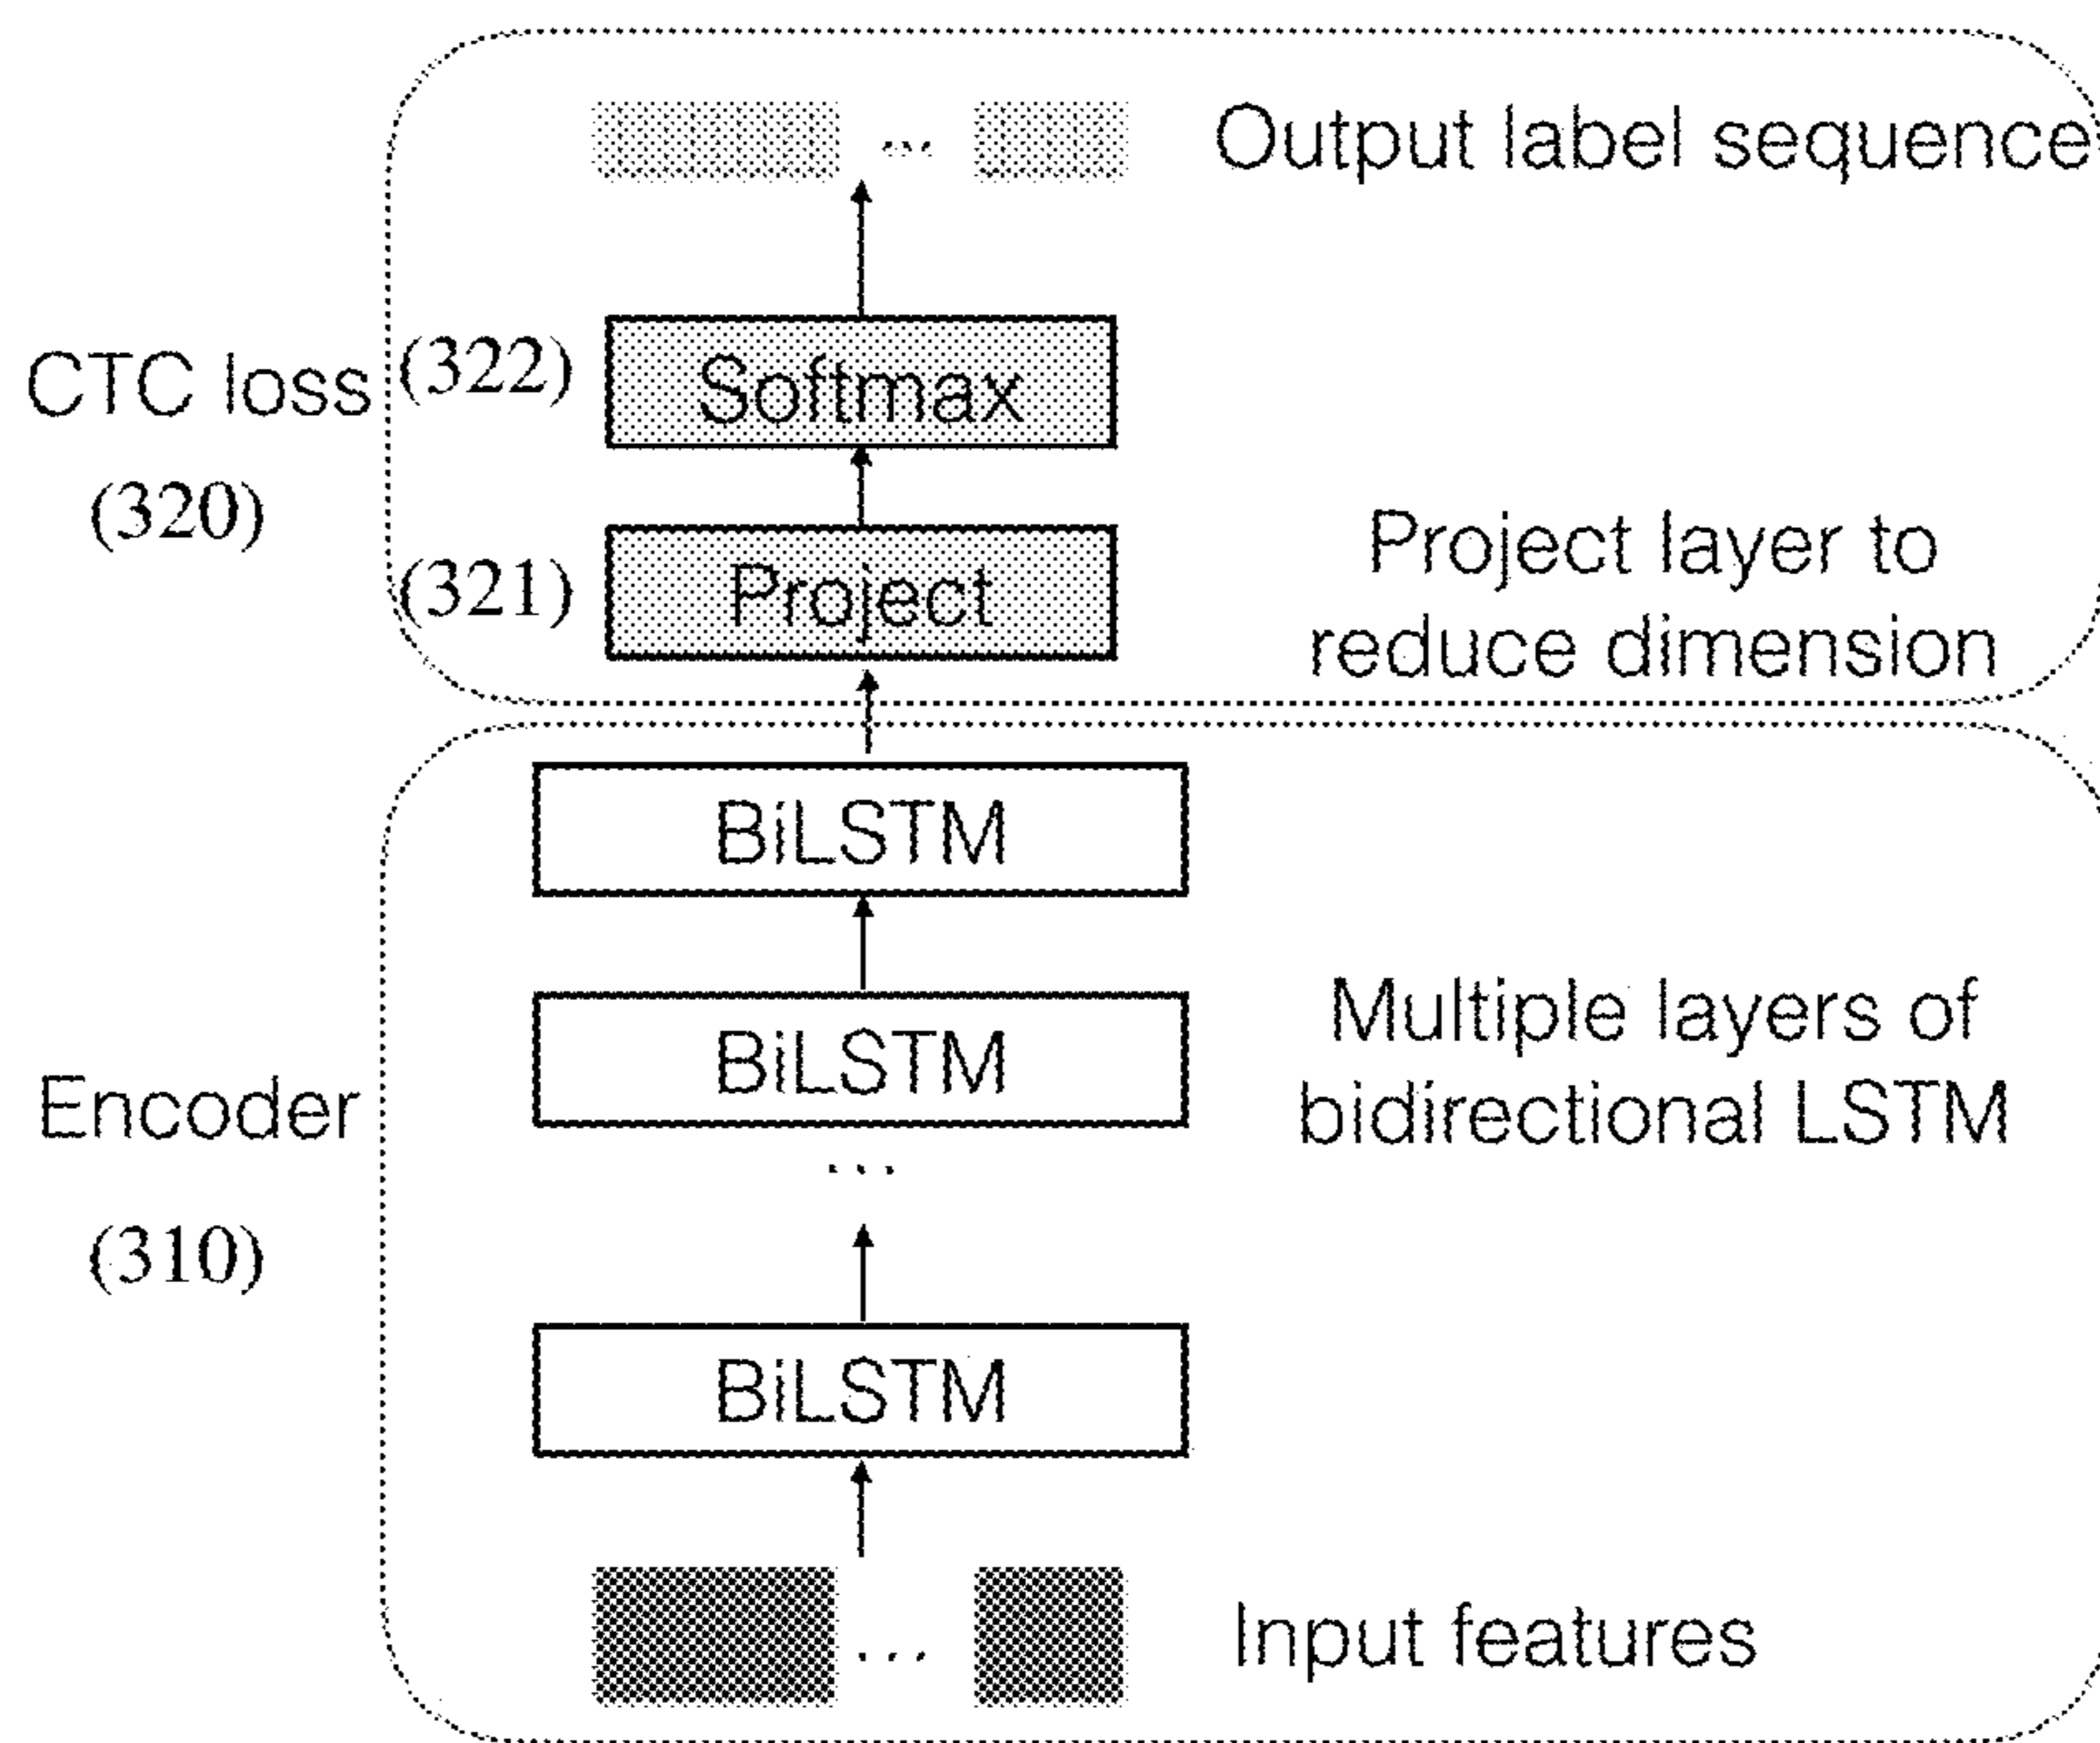 ... Output label sequence
CTC loss
(320)
(322)
Softmax
(321)
Project
Project layer to
reduce dimension
BiLSTM
BiLSTM
...
Encoder
(310)
Multiple layers of
bidirectional LSTM
BiLSTM
... Input features